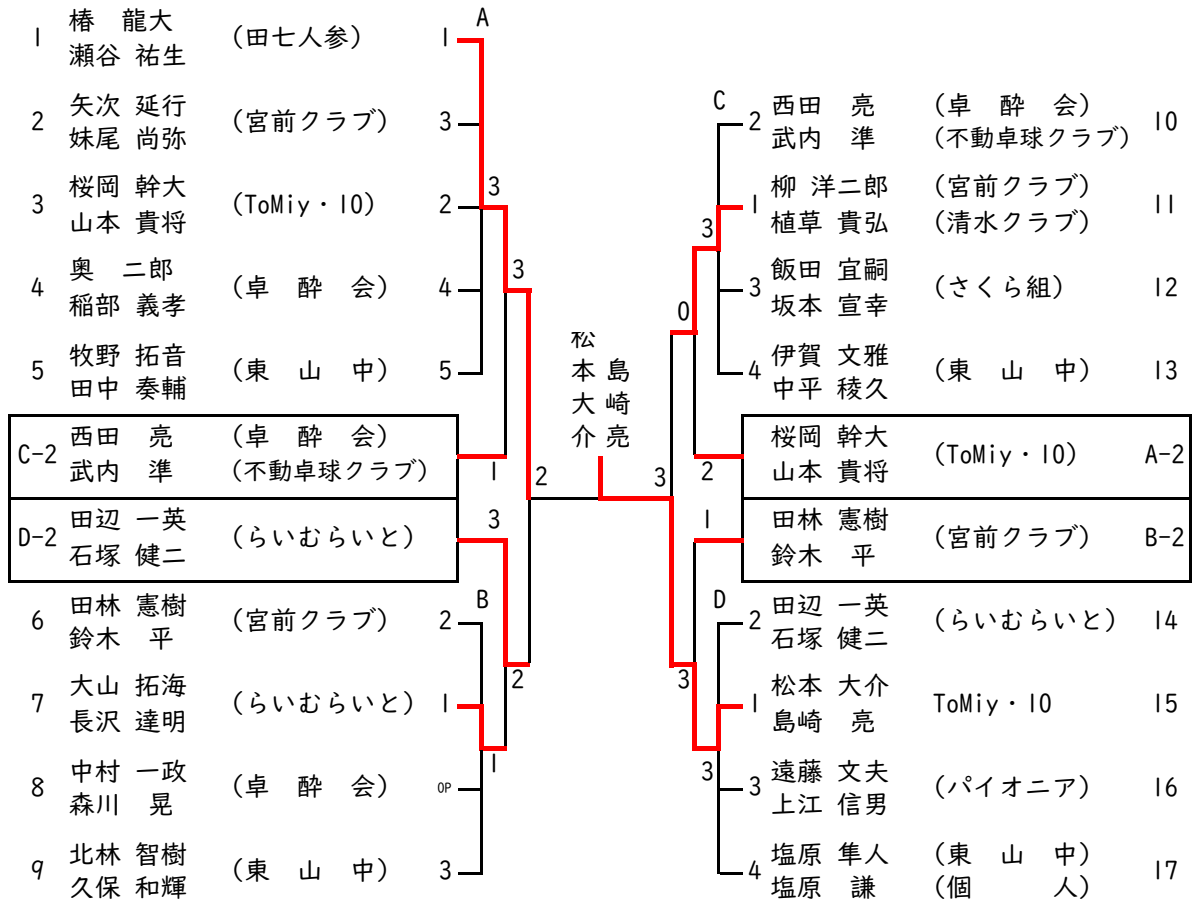 A
1 椿 龍大 (田七人参) 1
瀬谷 祐生
2 矢次 延行 (宮前クラブ) 3
妹尾 尚弥
3 桜岡 幹大 (ToMiy・10) 2
山本 貴将
4 奥 二郎 (卓 酔 会) 4
稲部 義孝
5 牧野 拓音 (東 山 中) 5
田中 奏輔
3
3
C-2 西田 亮 (卓 酔 会)
武内 準 (不動卓球クラブ)
1
2
D-2 田辺 一英 (らいむらいと)
石塚 健二
3
B
6 田林 憲樹 (宮前クラブ) 2
鈴木 平
7 大山 拓海 (らいむらいと) 1
長沢 達明
8 中村 一政 (卓 酔 会) OP
森川 晃
9 北林 智樹 (東 山 中) 3
久保 和輝
2
1
松本大介
島崎亮
C
2 西田 亮 (卓 酔 会) 10
武内 準 (不動卓球クラブ)
1 柳 洋二郎 (宮前クラブ) 11
植草 貴弘 (清水クラブ)
3 飯田 宜嗣 (さくら組) 12
坂本 宣幸
4 伊賀 文雅 (東 山 中) 13
中平 稜久
3
0
桜岡 幹大 (ToMiy・10) A-2
山本 貴将
3
2
田林 憲樹 (宮前クラブ) B-2
鈴木 平
1
D
2 田辺 一英 (らいむらいと) 14
石塚 健二
1 松本 大介 ToMiy・10 15
島崎 亮
3 遠藤 文夫 (パイオニア) 16
上江 信男
4 塩原 隼人 (東 山 中) 17
塩原 謙 (個 人)
3
3